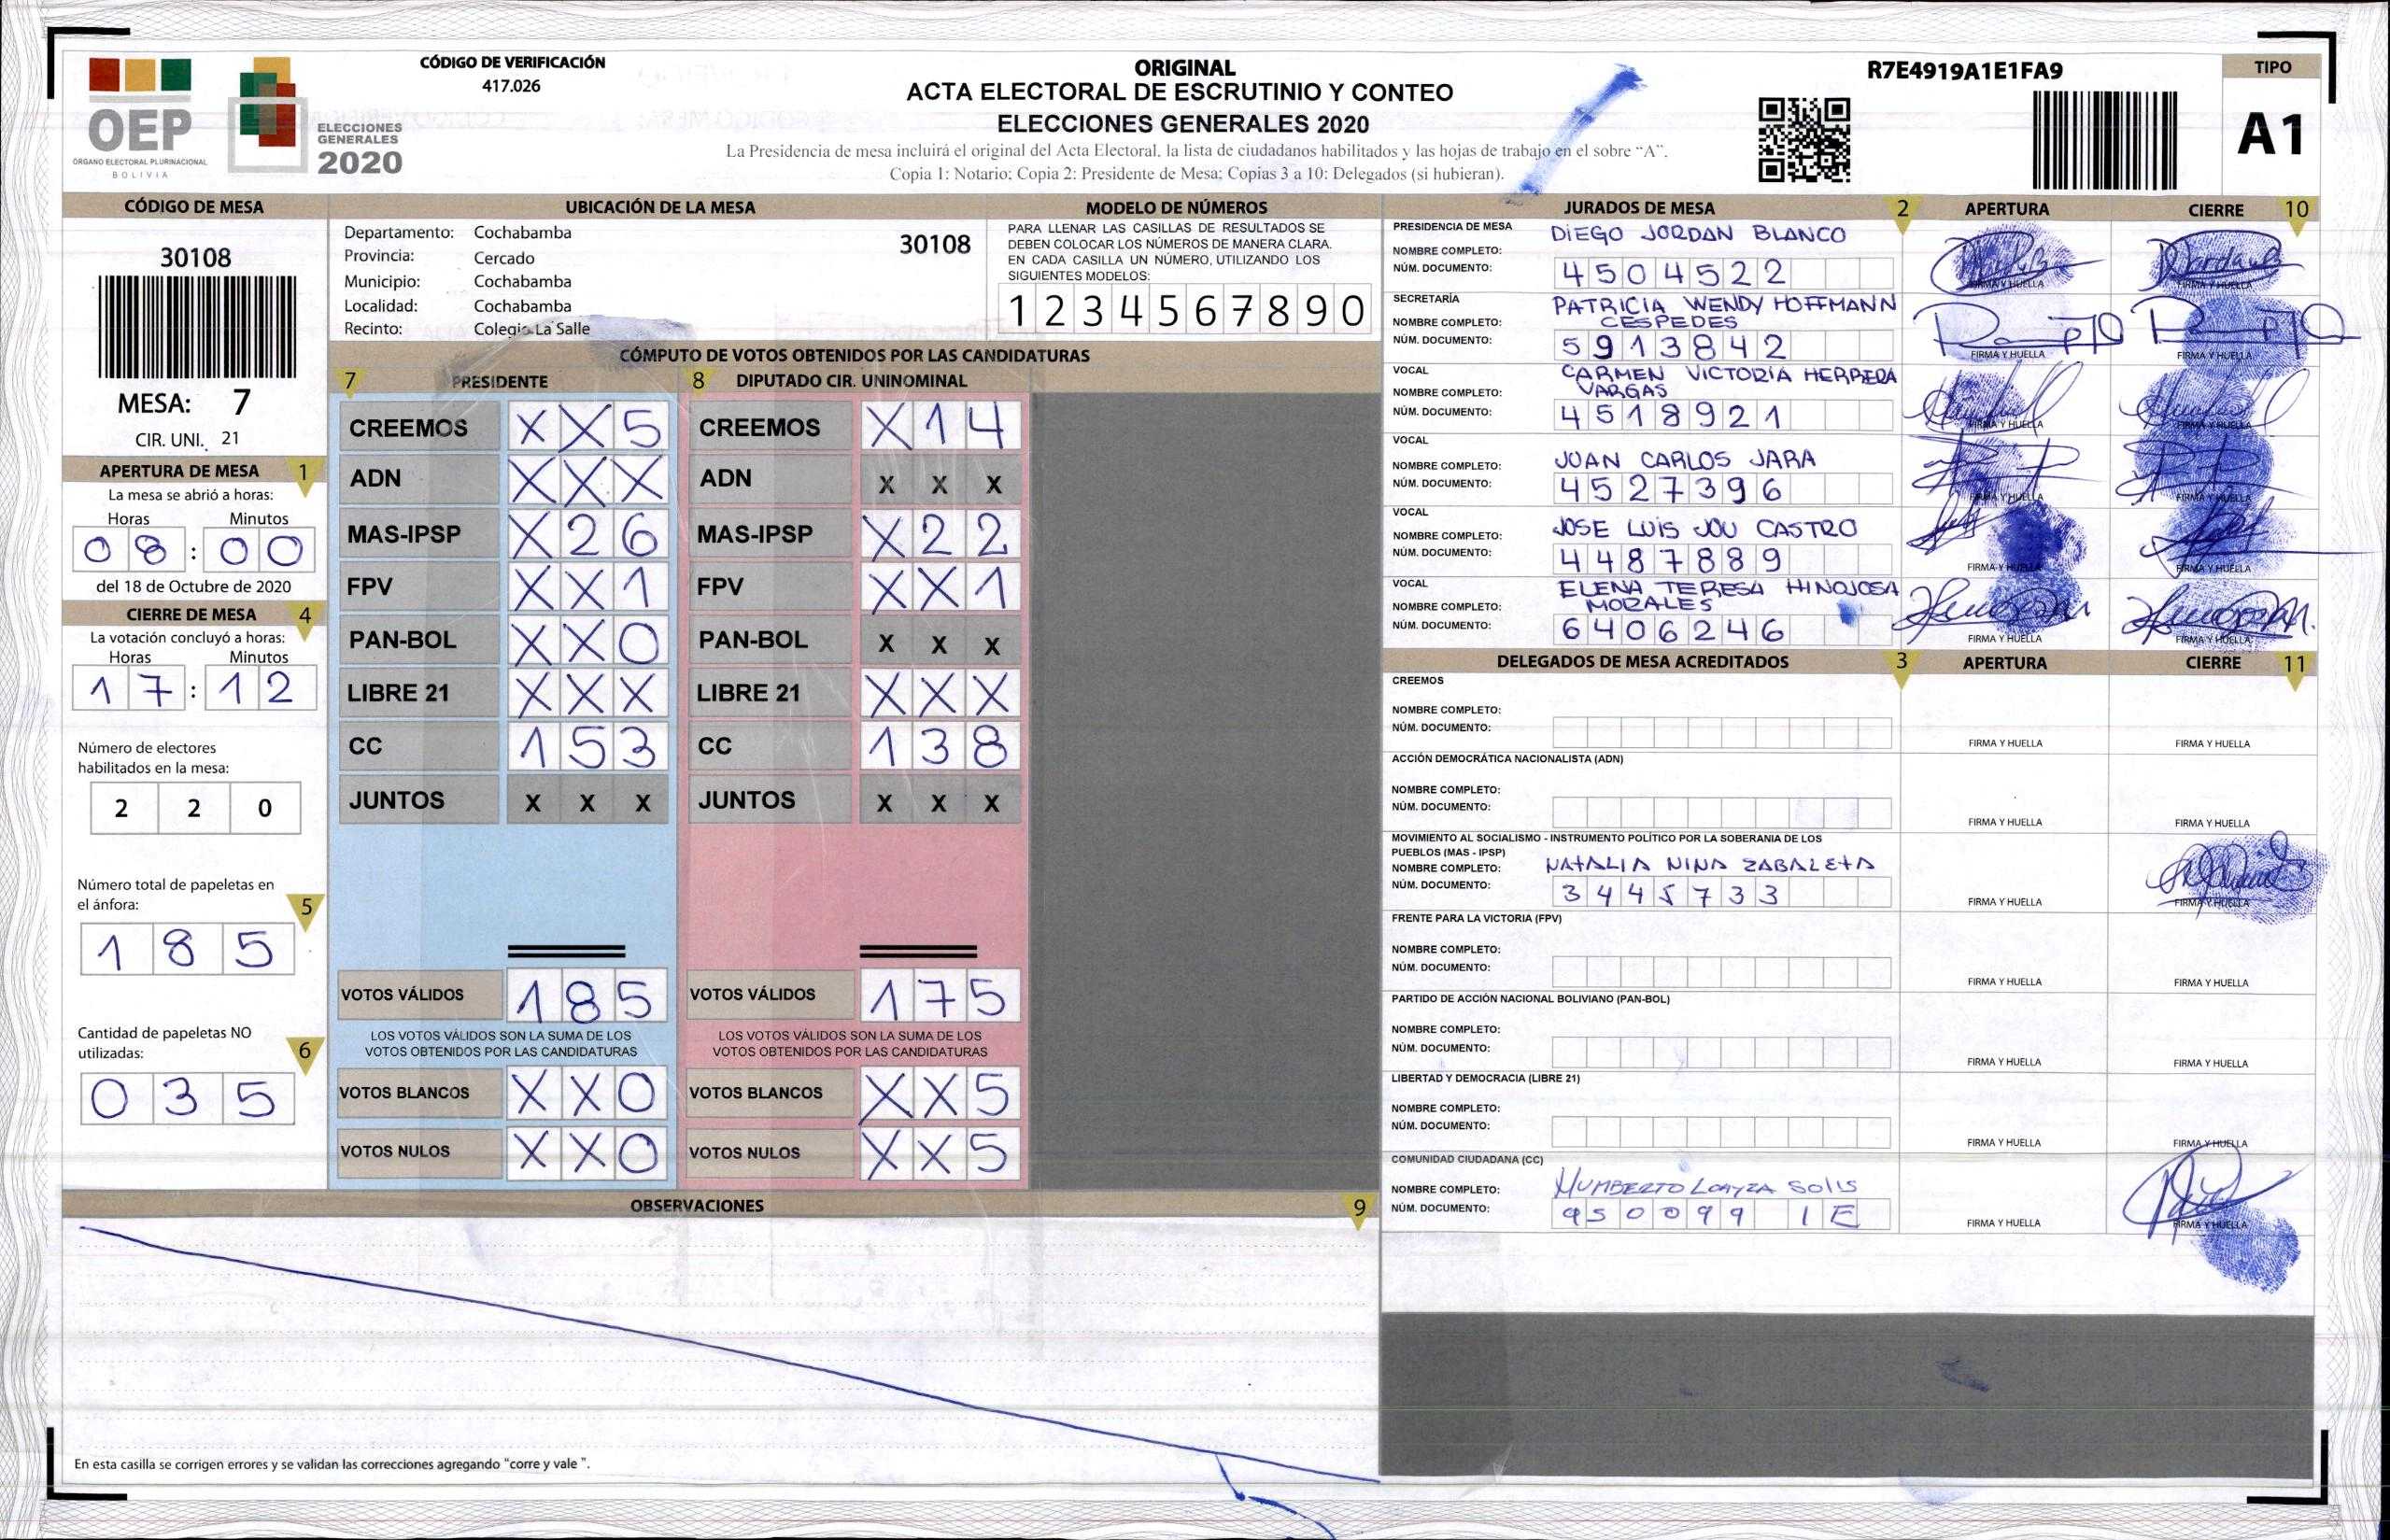 OEP
ORGANO ELECTORAL PLURINACIONAL
BOLIVIA
ELECCIONES
GENERALES
2020
CÓDIGO DE VERIFICACIÓN
417.026
ORIGINAL
ACTA ELECTORAL DE ESCRUTINIO Y CONTEO
ELECCIONES GENERALES 2020
La Presidencia de mesa incluirá el original del Acta Electoral, la lista de ciudadanos habilitados y las hojas de trabajo en el sobre “A”.
Copia 1: Notario; Copia 2: Presidente de Mesa; Copias 3 a 10: Delegados (si hubieran).
R7E4919A1E1FA9
TIPO
A1
CÓDIGO DE MESA
30108
MESA: 7
CIR. UNI. 21
APERTURA DE MESA 1
La mesa se abrió a horas:
Horas Minutos
08:00
del 18 de Octubre de 2020
CIERRE DE MESA 4
La votación concluyó a horas:
Horas Minutos
17:12
Número de electores
habilitados en la mesa:
2 2 0
Número total de papeletas en
el ánfora: 5
1 8 5
Cantidad de papeletas NO
utilizadas: 6
0 3 5
UBICACIÓN DE LA MESA
Departamento: Cochabamba 30108
Provincia: Cercado
Municipio: Cochabamba
Localidad: Cochabamba
Recinto: Colegio La Salle
MODELO DE NÚMEROS
PARA LLENAR LAS CASILLAS DE RESULTADOS SE
DEBEN COLOCAR LOS NÚMEROS DE MANERA CLARA.
EN CADA CASILLA UN NÚMERO, UTILIZANDO LOS
SIGUIENTES MODELOS:
1 2 3 4 5 6 7 8 9 0
CÓMPUTO DE VOTOS OBTENIDOS POR LAS CANDIDATURAS
7 PRESIDENTE 8 DIPUTADO CIR. UNINOMINAL
CREEMOS X X 5 CREEMOS X 1 4
ADN X X X ADN X X X
MAS-IPSP X 2 6 MAS-IPSP X 2 2
FPV X X 1 FPV X X 1
PAN-BOL X X 0 PAN-BOL X X X
LIBRE 21 X X X LIBRE 21 X X X
CC 1 5 3 CC 1 3 8
JUNTOS X X X JUNTOS X X X
VOTOS VÁLIDOS 1 8 5 VOTOS VÁLIDOS 1 7 5
LOS VOTOS VÁLIDOS SON LA SUMA DE LOS LOS VOTOS VÁLIDOS SON LA SUMA DE LOS
VOTOS OBTENIDOS POR LAS CANDIDATURAS VOTOS OBTENIDOS POR LAS CANDIDATURAS
VOTOS BLANCOS X X 0 VOTOS BLANCOS X X 5
VOTOS NULOS X X 0 VOTOS NULOS X X 5
OBSERVACIONES 9
En esta casilla se corrigen errores y se validan las correcciones agregando "corre y vale ".
JURADOS DE MESA 2 APERTURA CIERRE 10
PRESIDENCIA DE MESA DIEGO JORDAN BLANCO
NOMBRE COMPLETO:
NÚM. DOCUMENTO: 4504522
FIRMA Y HUELLA FIRMA Y HUELLA
SECRETARÍA PATRICIA WENDY HOFFMANN
NOMBRE COMPLETO: CESPEDES
NÚM. DOCUMENTO: 5913842
FIRMA Y HUELLA FIRMA Y HUELLA
VOCAL CARMEN VICTORIA HERRERA
NOMBRE COMPLETO: VARGAS
NÚM. DOCUMENTO: 4518921
FIRMA Y HUELLA FIRMA Y HUELLA
VOCAL
NOMBRE COMPLETO: JUAN CARLOS JARA
NÚM. DOCUMENTO: 4527396
FIRMA Y HUELLA FIRMA Y HUELLA
VOCAL
NOMBRE COMPLETO: JOSE LUIS JOU CASTRO
NÚM. DOCUMENTO: 4487889
FIRMA Y HUELLA FIRMA Y HUELLA
VOCAL ELENA TERESA HINOJOSA
NOMBRE COMPLETO: MORALES
NÚM. DOCUMENTO: 6406246
FIRMA Y HUELLA FIRMA Y HUELLA
DELEGADOS DE MESA ACREDITADOS 3 APERTURA CIERRE 11
CREEMOS
NOMBRE COMPLETO:
NÚM. DOCUMENTO:
FIRMA Y HUELLA FIRMA Y HUELLA
ACCIÓN DEMOCRÁTICA NACIONALISTA (ADN)
NOMBRE COMPLETO:
NÚM. DOCUMENTO:
FIRMA Y HUELLA FIRMA Y HUELLA
MOVIMIENTO AL SOCIALISMO - INSTRUMENTO POLÍTICO POR LA SOBERANIA DE LOS
PUEBLOS (MAS - IPSP)
NOMBRE COMPLETO: NATALIA NINA ZABALETA
NÚM. DOCUMENTO: 3445733
FIRMA Y HUELLA FIRMA Y HUELLA
FRENTE PARA LA VICTORIA (FPV)
NOMBRE COMPLETO:
NÚM. DOCUMENTO:
FIRMA Y HUELLA FIRMA Y HUELLA
PARTIDO DE ACCIÓN NACIONAL BOLIVIANO (PAN-BOL)
NOMBRE COMPLETO:
NÚM. DOCUMENTO:
FIRMA Y HUELLA FIRMA Y HUELLA
LIBERTAD Y DEMOCRACIA (LIBRE 21)
NOMBRE COMPLETO:
NÚM. DOCUMENTO:
FIRMA Y HUELLA FIRMA Y HUELLA
COMUNIDAD CIUDADANA (CC)
NOMBRE COMPLETO: HUMBERTO LOAYZA SOLIS
NÚM. DOCUMENTO: 950099 1E
FIRMA Y HUELLA FIRMA Y HUELLA